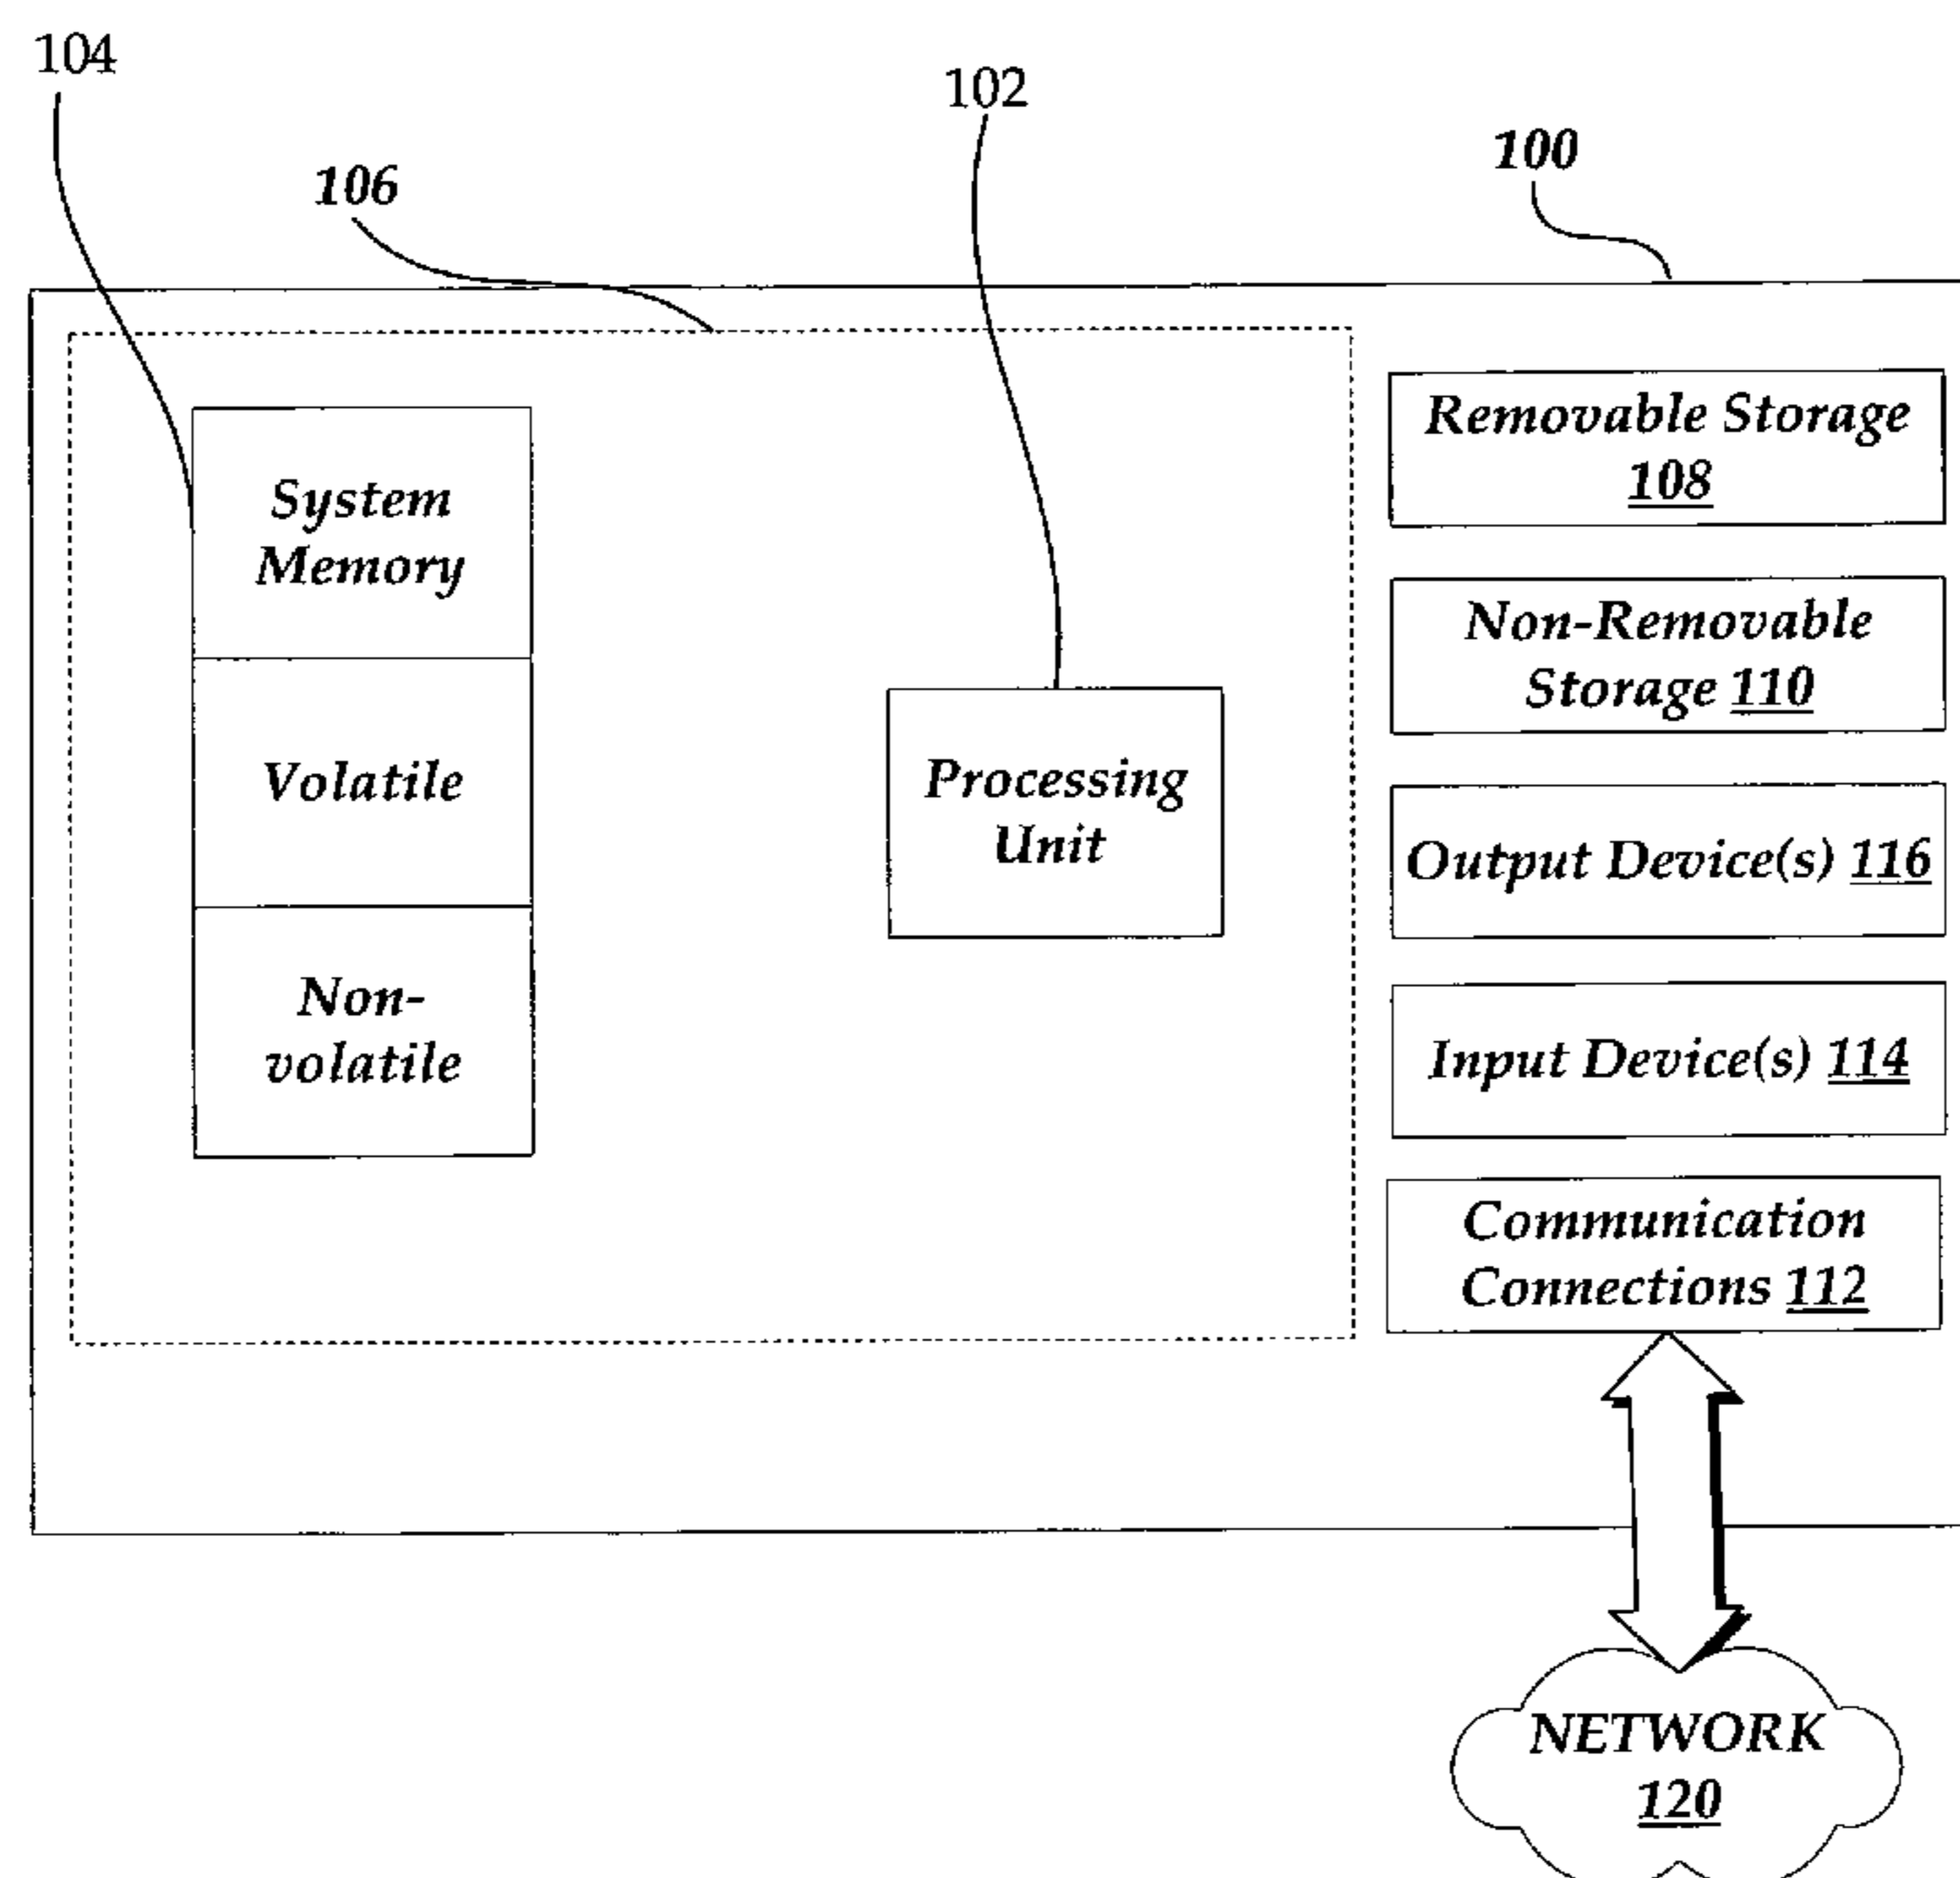 104
102
106
100
System
Memory
Volatile
Non-
volatile
Processing
Unit
Removable Storage
108
Non-Removable
Storage 110
Output Device(s) 116
Input Device(s) 114
Communication
Connections 112
NETWORK
120